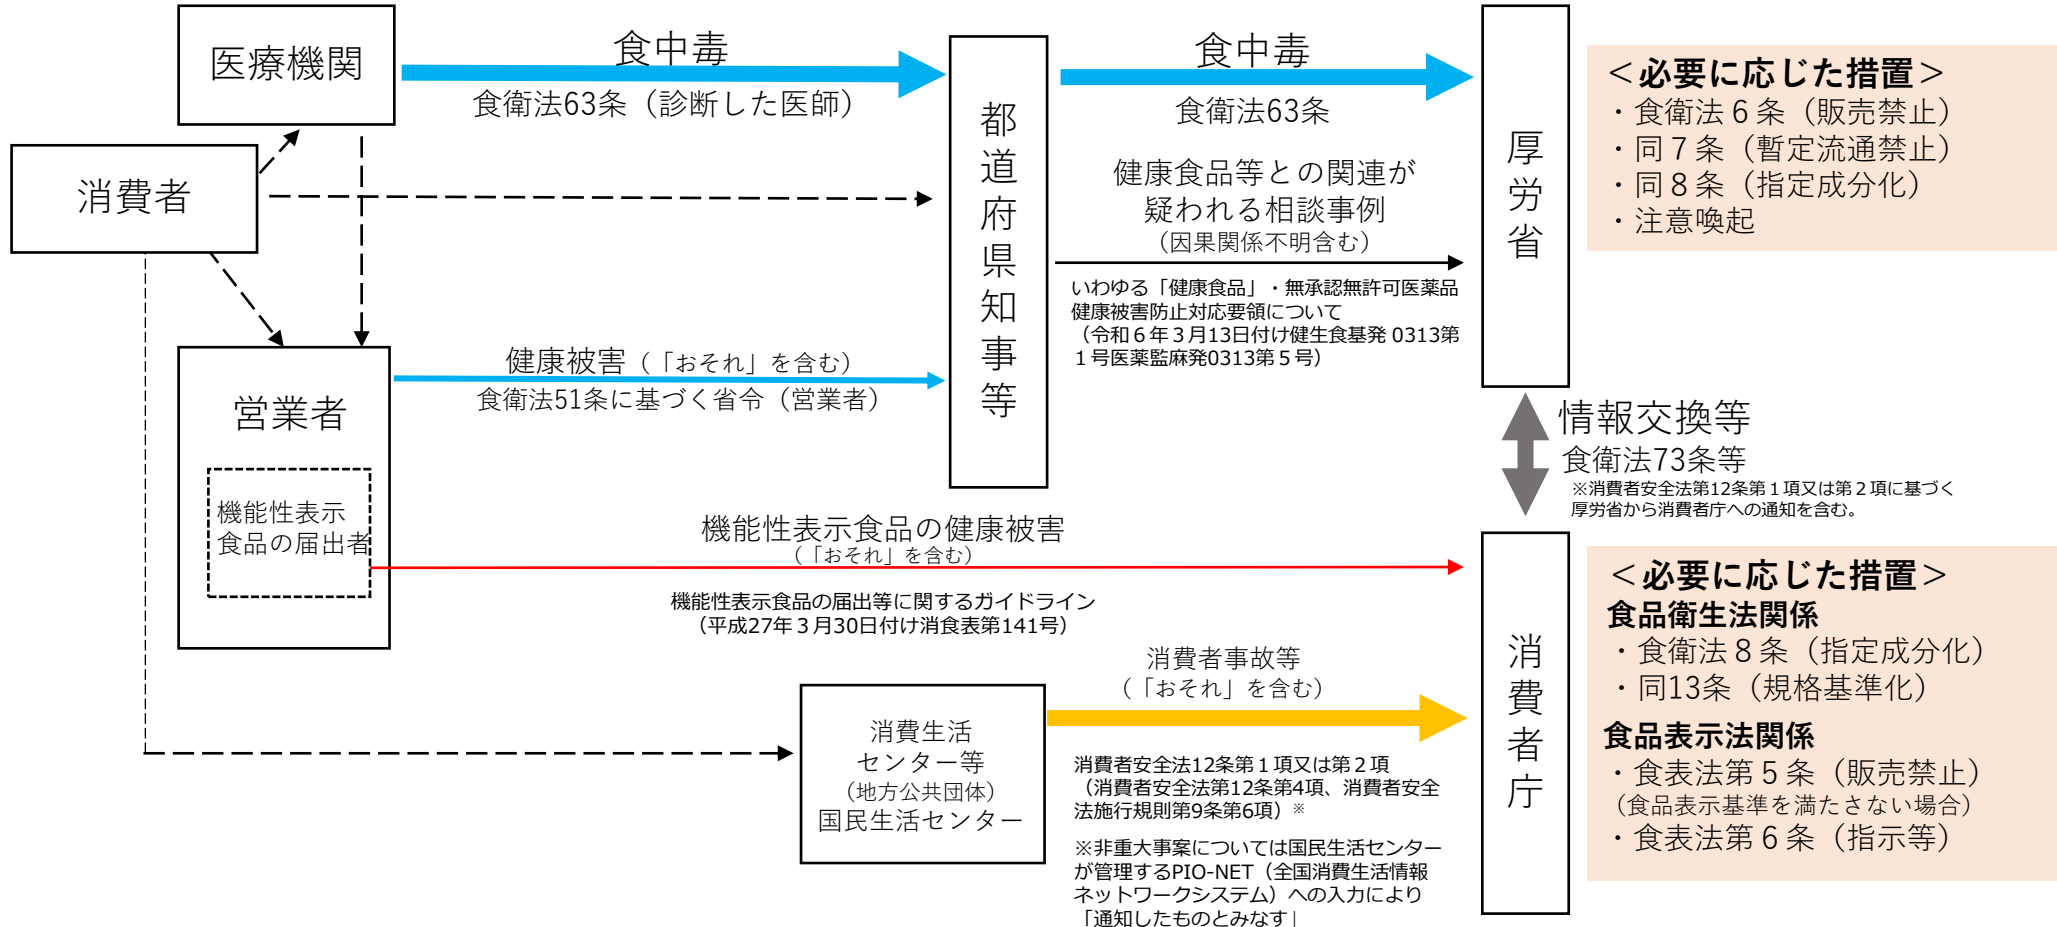 医療機関
消費者
食中毒
食衛法63条（診断した医師）
都道府県知事等
食中毒
食衛法63条
健康食品等との関連が
疑われる相談事例
（因果関係不明含む）
いわゆる「健康食品」・無承認無許可医薬品
健康被害防止対応要領について
（令和６年３月13日付け健生食基発 0313第
１号医薬監麻発0313第５号）
厚労省
＜必要に応じた措置＞
・食衛法６条（販売禁止）
・同７条（暫定流通禁止）
・同８条（指定成分化）
・注意喚起
営業者
機能性表示
食品の届出者
健康被害（「おそれ」を含む）
食衛法51条に基づく省令（営業者）
情報交換等
食衛法73条等
※消費者安全法第12条第１項又は第２項に基づく
厚労省から消費者庁への通知を含む。
機能性表示食品の健康被害
（「おそれ」を含む）
機能性表示食品の届出等に関するガイドライン
（平成27年３月30日付け消食表第141号）
消費生活
センター等
（地方公共団体）
国民生活センター
消費者事故等
（「おそれ」を含む）
消費者安全法12条第１項又は第２項
（消費者安全法第12条第4項、消費者安全
法施行規則第9条第6項）※
※非重大事案については国民生活センター
が管理するPIO-NET（全国消費生活情報
ネットワークシステム）への入力により
「通知したものとみなす」
消費者庁
＜必要に応じた措置＞
食品衛生法関係
・食衛法８条（指定成分化）
・同13条（規格基準化）
食品表示法関係
・食表法第５条（販売禁止）
（食品表示基準を満たさない場合）
・食表法第６条（指示等）